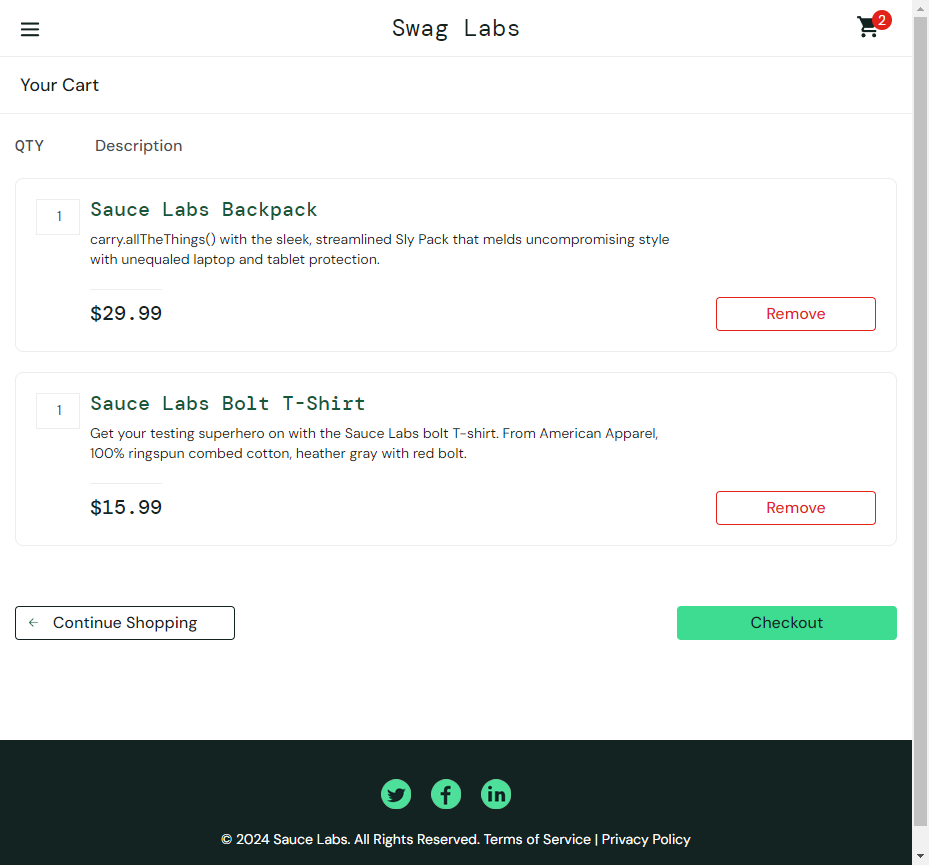 Swag Labs
2
Your Cart
QTY Description
1
Sauce Labs Backpack
carry.allTheThings() with the sleek, streamlined Sly Pack that melds uncompromising style
with unequaled laptop and tablet protection.
$29.99
Remove
1
Sauce Labs Bolt T-Shirt
Get your testing superhero on with the Sauce Labs bolt T-shirt. From American Apparel,
100% ringspun combed cotton, heather gray with red bolt.
$15.99
Remove
Continue Shopping
Checkout
© 2024 Sauce Labs. All Rights Reserved. Terms of Service | Privacy Policy